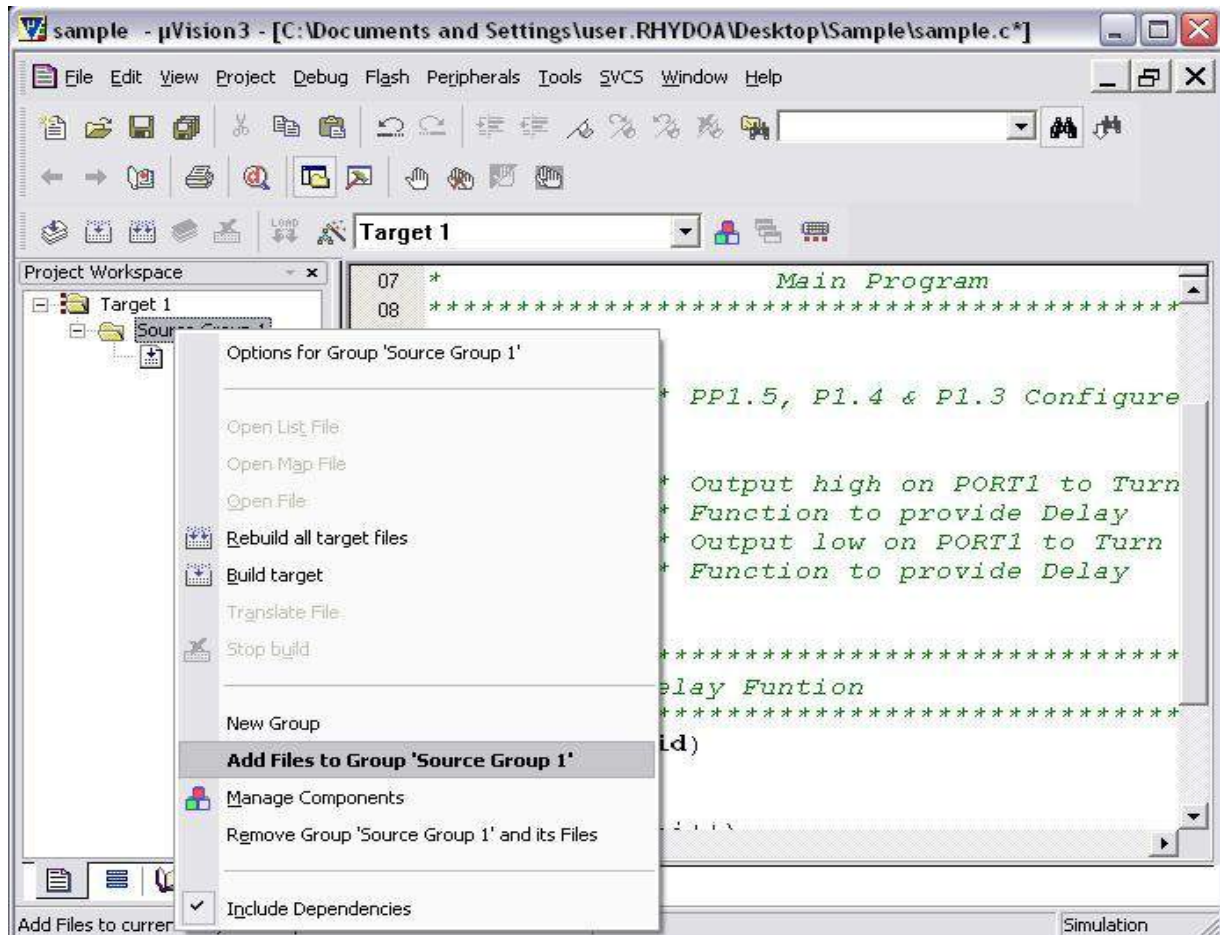 sample - µVision3 - [C:\Documents and Settings\user.RHYDOA\Desktop\Sample\sample.c*]
File Edit View Project Debug Flash Peripherals Tools SVCS Window Help
LOAD
Target 1
Project Workspace
Target 1
Source Group 1
07 * Main Program
08 *******************************************
* PP1.5, P1.4 & P1.3 Configure
* Output high on PORT1 to Turn
* Function to provide Delay
* Output low on PORT1 to Turn
* Function to provide Delay
******************************
elay Funtion
******************************
id)
Options for Group 'Source Group 1'
Open List File
Open Map File
Open File
Rebuild all target files
Build target
Translate File
Stop build
New Group
Add Files to Group 'Source Group 1'
Manage Components
Remove Group 'Source Group 1' and its Files
Include Dependencies
Add Files to curren
Simulation